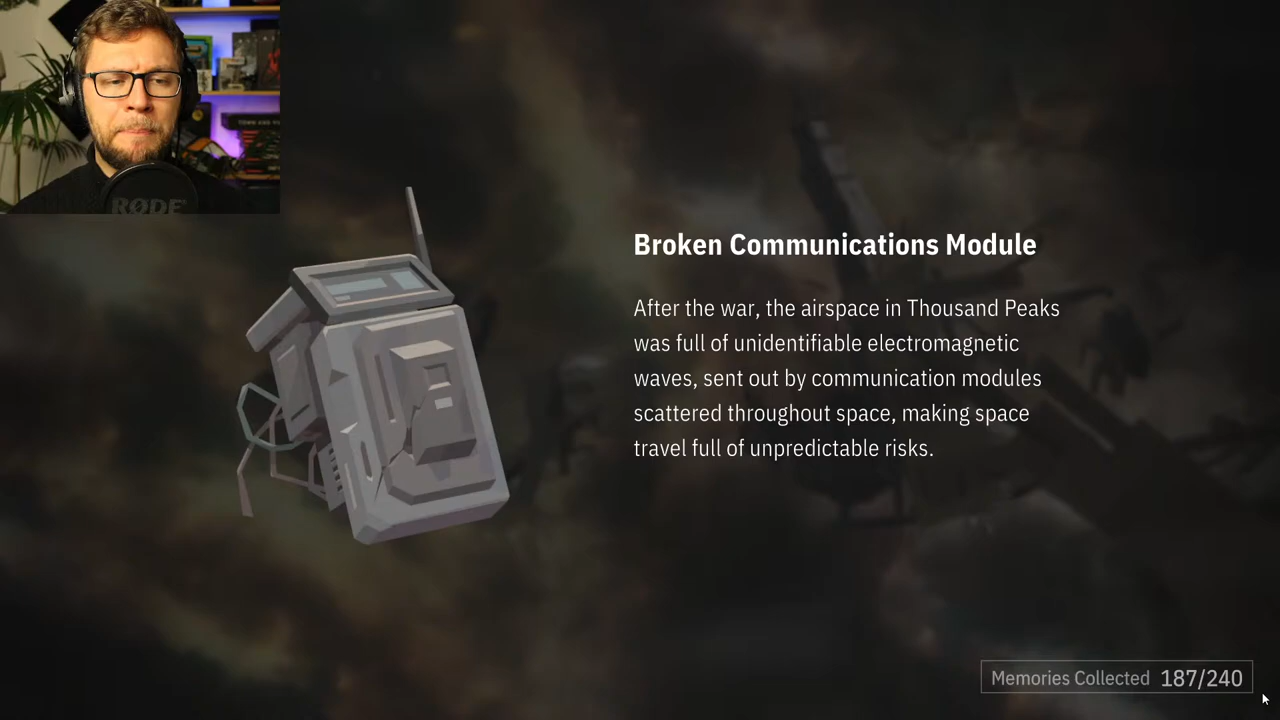 RØDE
Broken Communications Module
After the war, the airspace in Thousand Peaks
was full of unidentifiable electromagnetic
waves, sent out by communication modules
scattered throughout space, making space
travel full of unpredictable risks.
Memories Collected 187/240